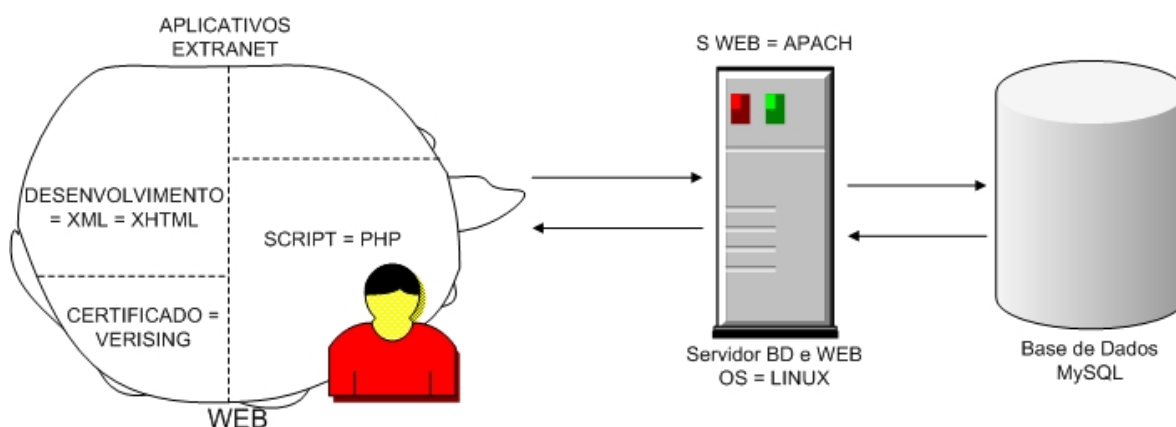 APLICATIVOS
EXTRANET
DESENVOLVIMENTO
= XML = XHTML
SCRIPT = PHP
CERTIFICADO =
VERISING
WEB
S WEB = APACH
Servidor BD e WEB
OS = LINUX
Base de Dados
MySQL